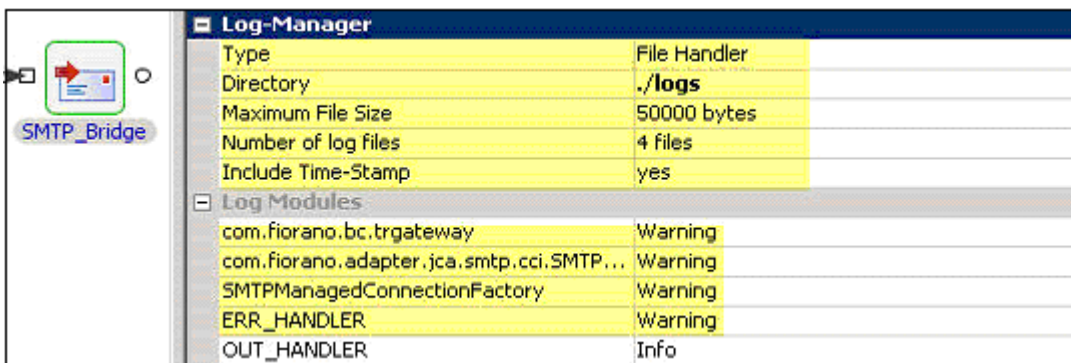 Log-Manager
Type File Handler
Directory ./logs
Maximum File Size 50000 bytes
Number of log files 4 files
Include Time-Stamp yes
Log Modules
com.fiorano.bc.trgateway Warning
com.fiorano.adapter.jca.smtp.cci.SMTP... Warning
SMTPManagedConnectionFactory Warning
ERR_HANDLER Warning
OUT_HANDLER Info
SMTP_Bridge